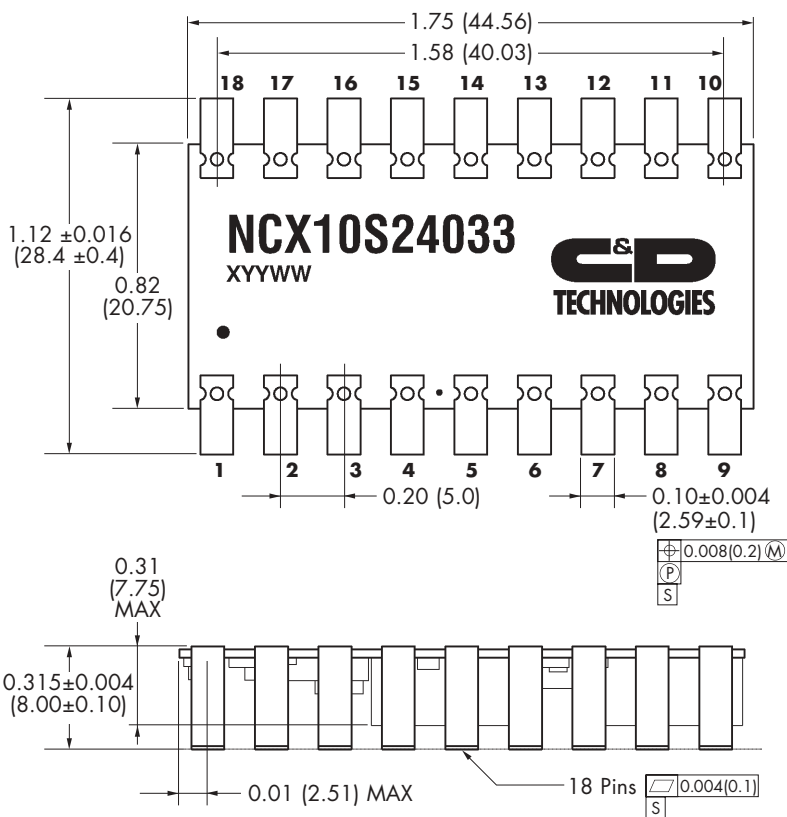 1.75 (44.56)
1.58 (40.03)
18 17 16 15 14 13 12 11 10
1.12 ±0.016
(28.4 ±0.4)
0.82
(20.75)
NCX10S24033
XYYWW
C&D
TECHNOLOGIES
1 2 3 4 5 6 7 8 9
0.20 (5.0)
0.10±0.004
(2.59±0.1)
0.008(0.2) Ⓜ
Ⓟ
S
0.31
(7.75)
MAX
0.315±0.004
(8.00±0.10)
0.01 (2.51) MAX
18 Pins
0.004(0.1)
S